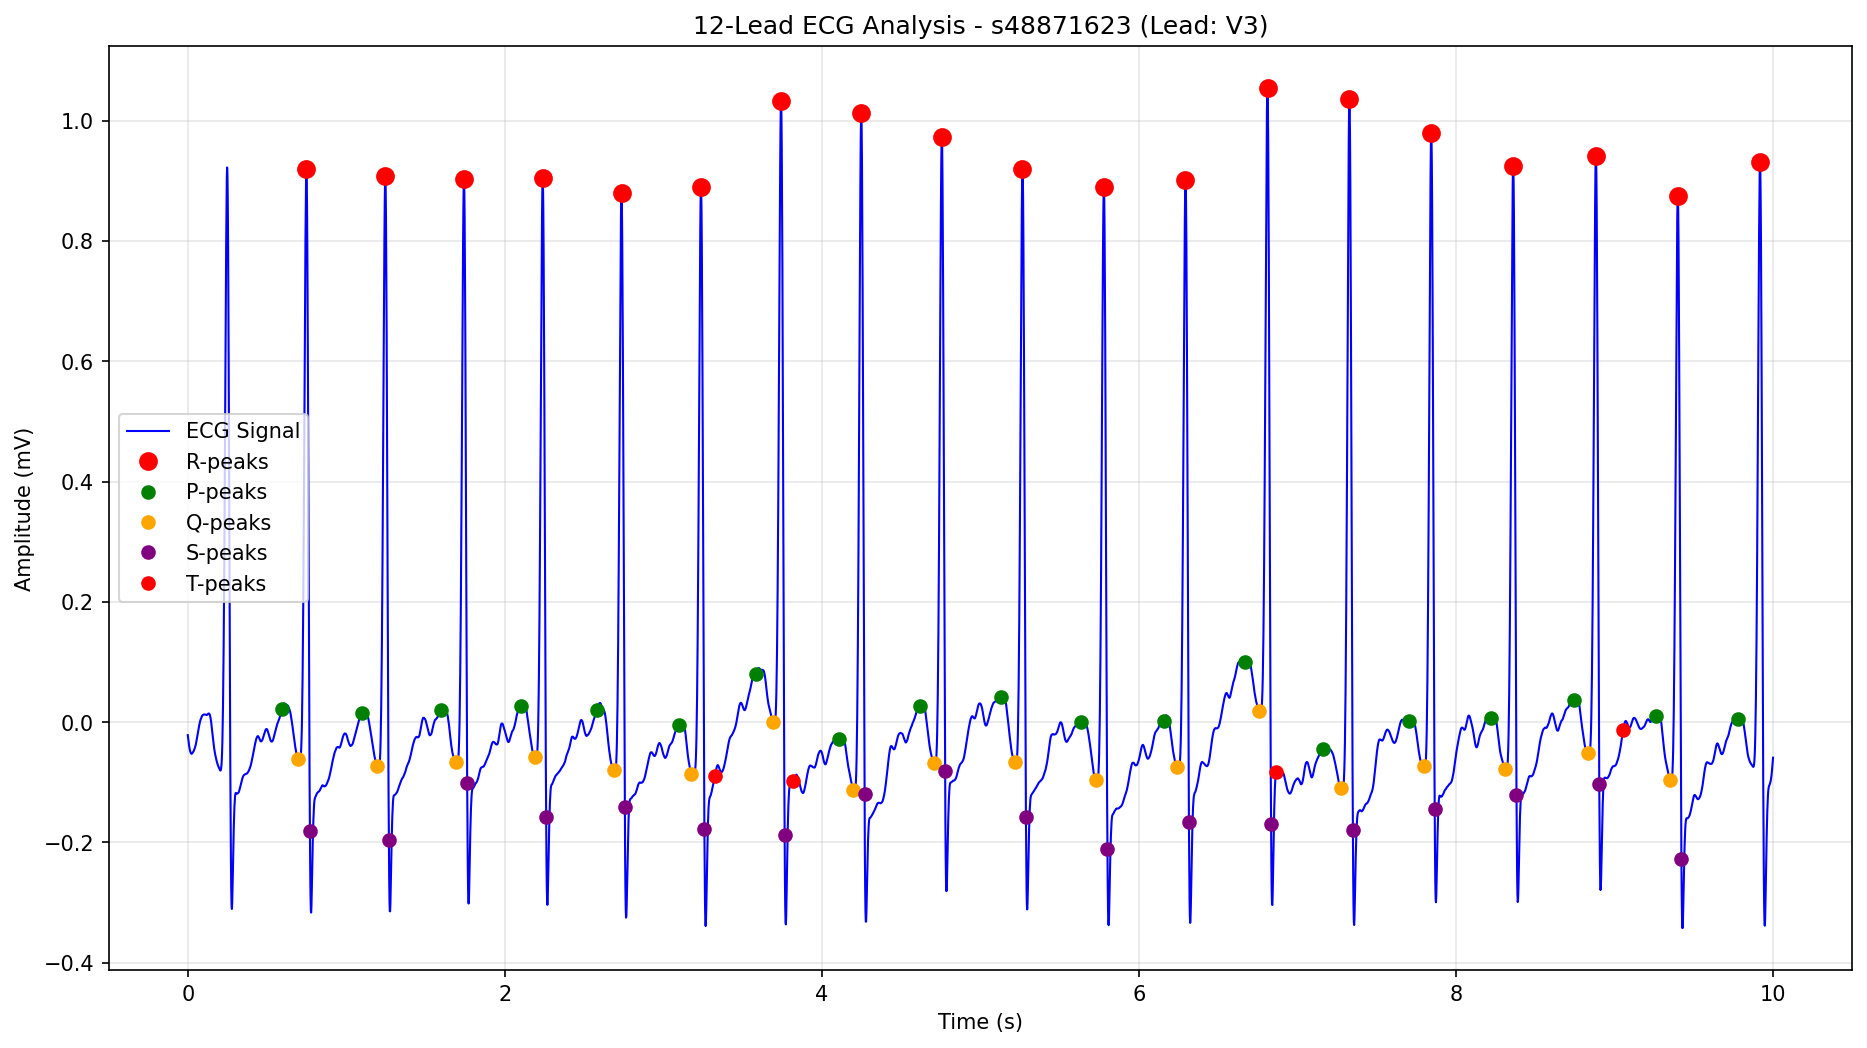 12-Lead ECG Analysis - s48871623 (Lead: V3)
Amplitude (mV)
1.0
0.8
0.6
0.4
0.2
0.0
−0.2
−0.4
ECG Signal
R-peaks
P-peaks
Q-peaks
S-peaks
T-peaks
0 2 4 6 8 10
Time (s)